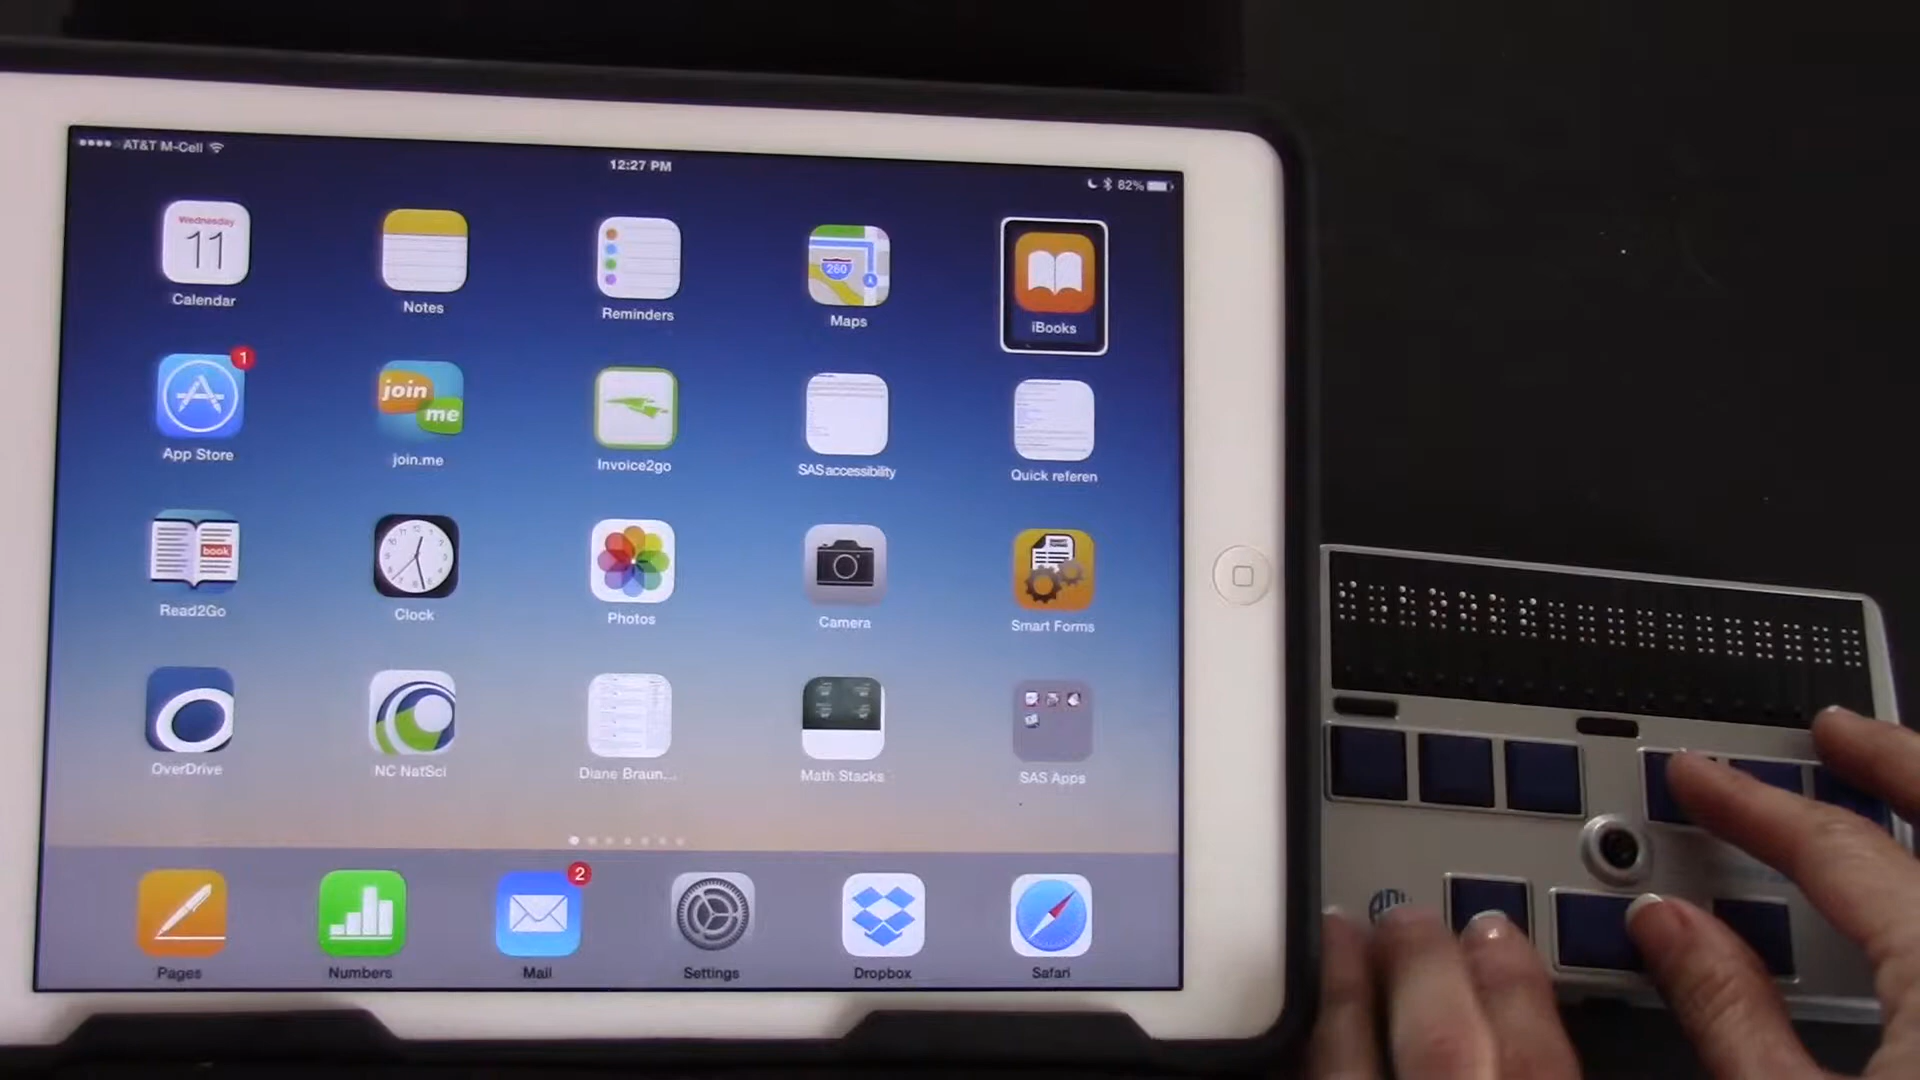 AT&T M-Cell
12:27 PM
82%
Wednesday
11
Calendar
Notes
Reminders
280
Maps
iBooks
1
App Store
join
me
join.me
Invoice2go
SAS accessibility
Quick referen
book
Read2Go
Clock
Photos
Camera
Smart Forms
OverDrive
NC NatSci
Diane Braun...
Math Stacks
SAS Apps
Pages
Numbers
2
Mail
Settings
Dropbox
Safari